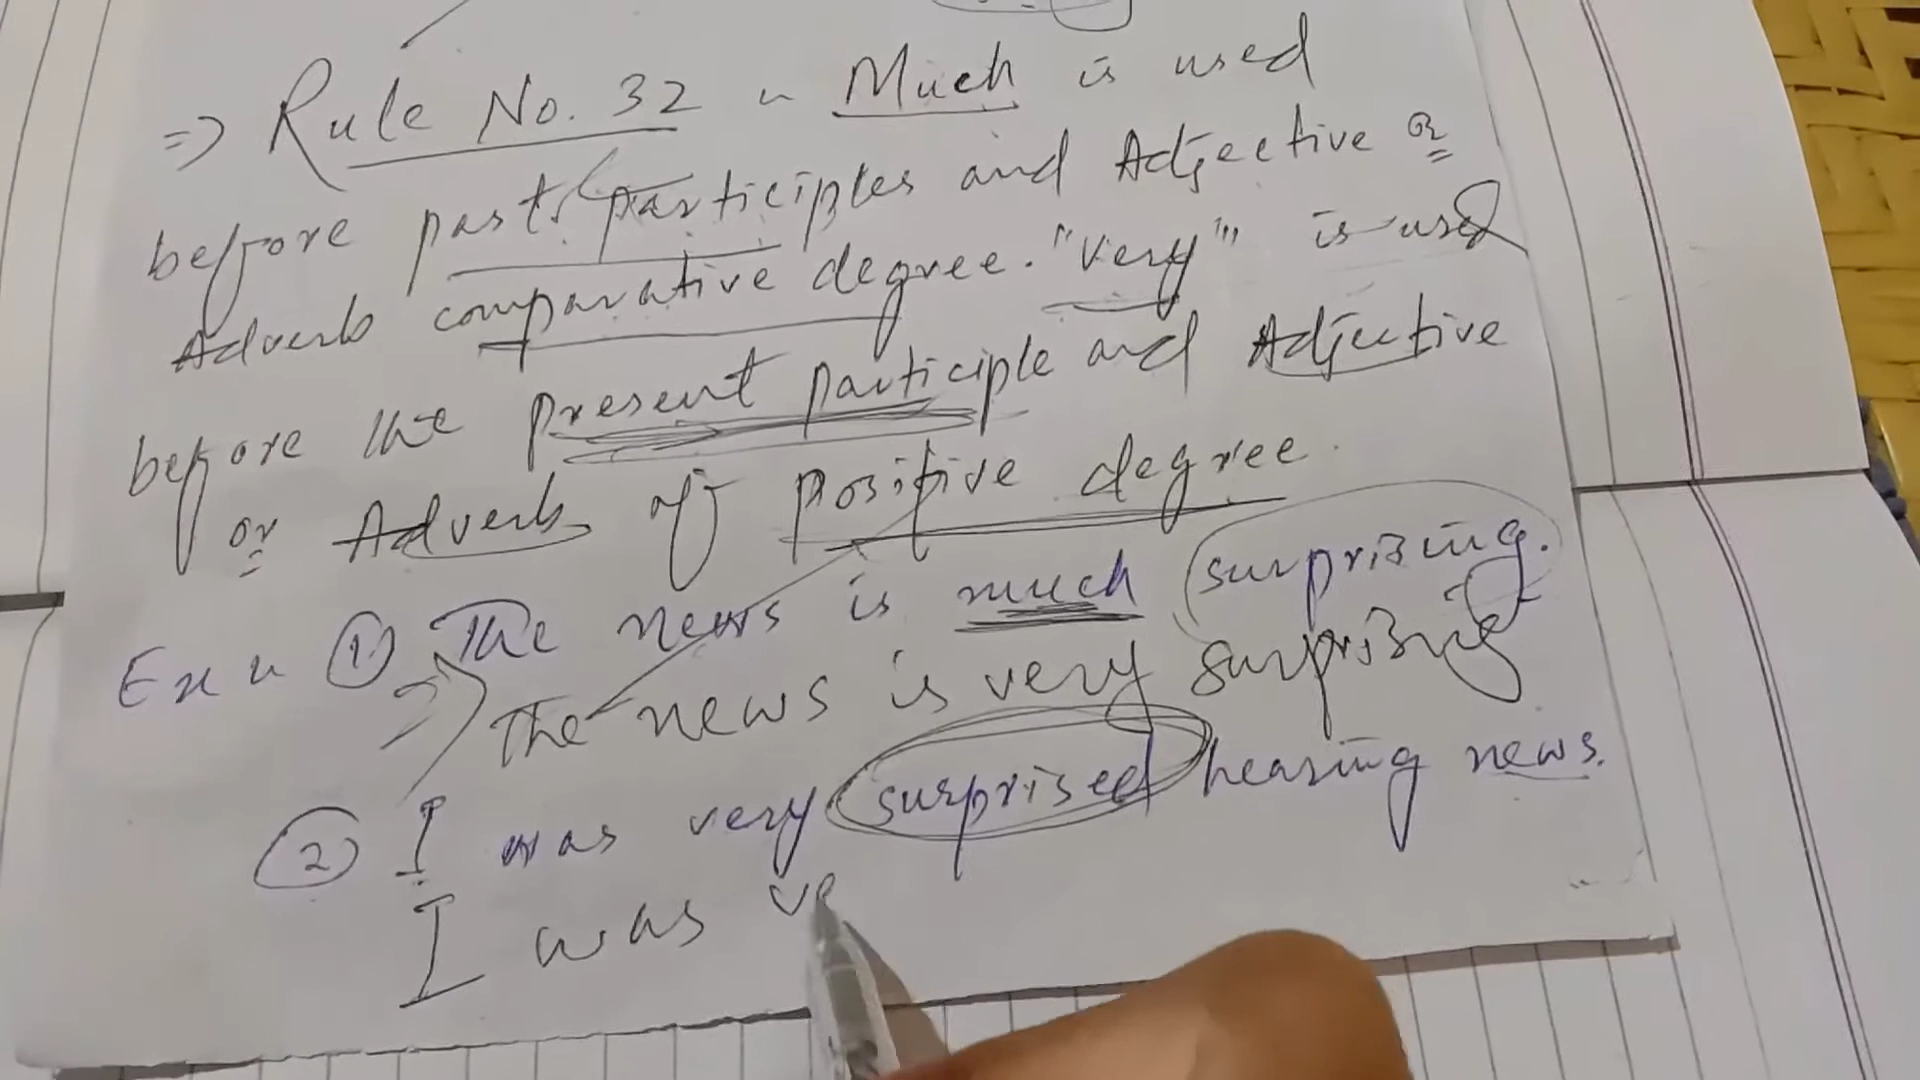 => Rule No. 32 ~ Much is used
before past participles and Adjective or
Adverb comparative degree. "Very" is used
before the present participle and Adjective
or Adverb of positive degree.
Ex ~ ① The news is much surprising.
=> The news is very surprising
② I was very surprised hearing news.
I was ve